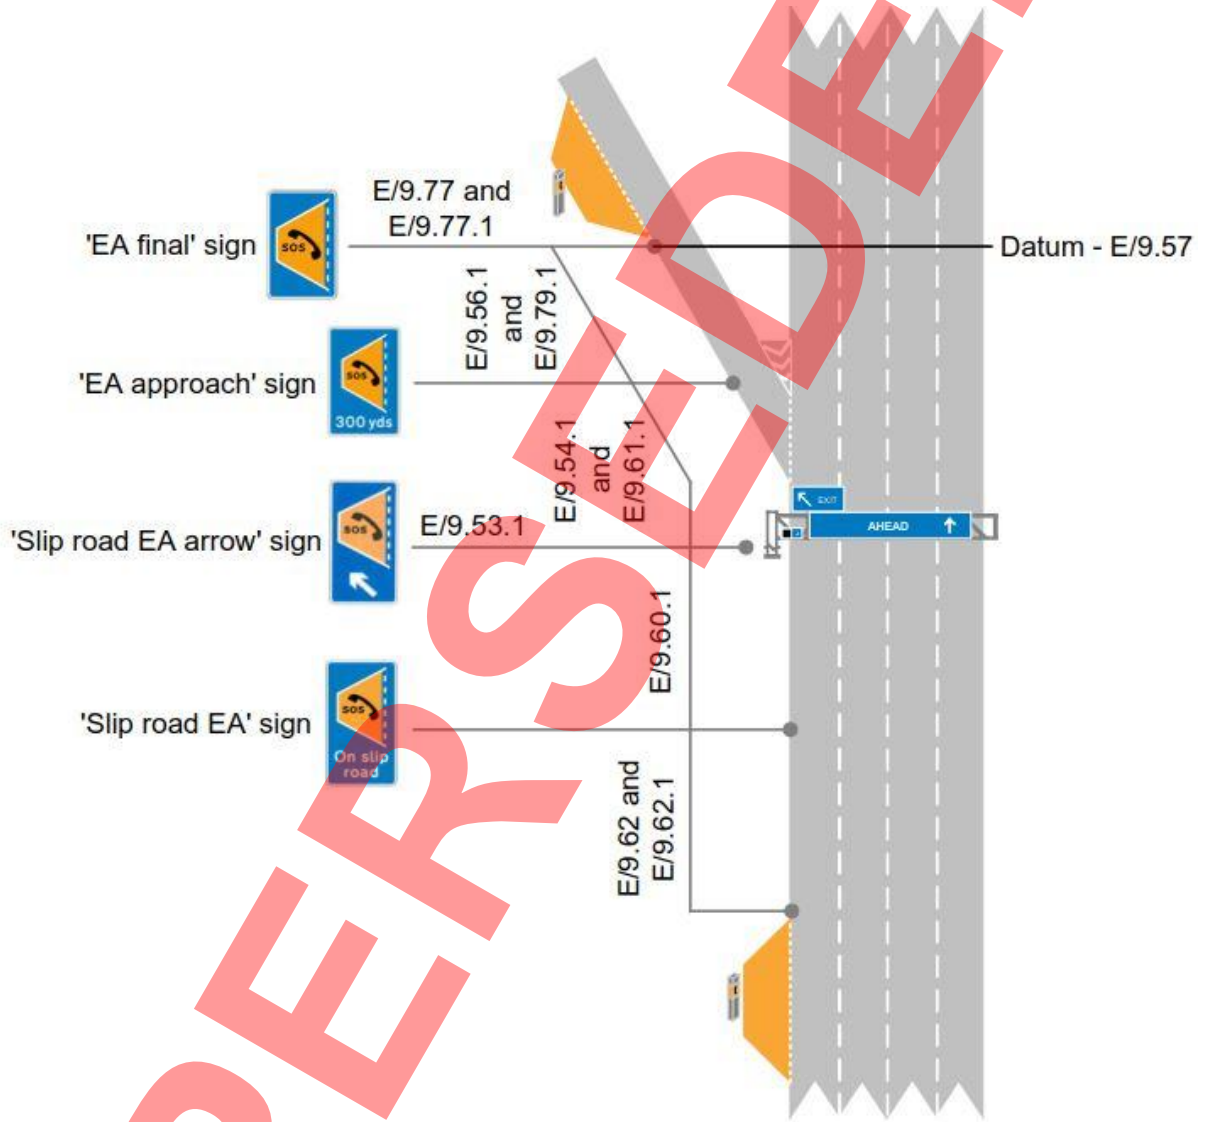 SUPERSEDED
E/9.77 and
E/9.77.1
'EA final' sign
SOS
Datum - E/9.57
E/9.56.1
and
E/9.79.1
'EA approach' sign
SOS
300 yds
E/9.54.1
and
E/9.61.1
EXIT
AHEAD
'Slip road EA arrow' sign
SOS
E/9.53.1
E/9.60.1
'Slip road EA' sign
SOS
On slip
road
E/9.62 and
E/9.62.1